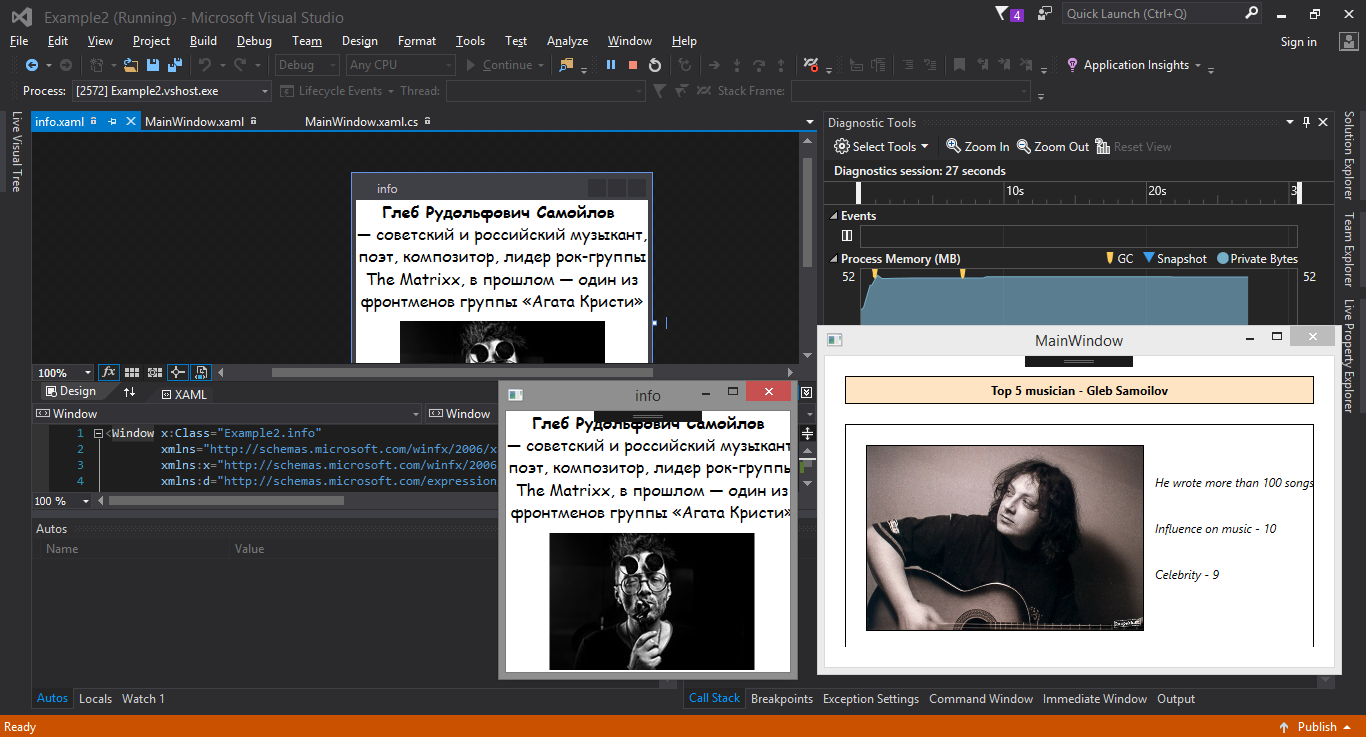 Example2 (Running) - Microsoft Visual Studio
4
Quick Launch (Ctrl+Q)
File Edit View Project Build Debug Team Design Format Tools Test Analyze Window Help
Sign in
Debug Any CPU Continue Application Insights
Process: [2572] Example2.vshost.exe Lifecycle Events Thread: Stack Frame:
info.xaml MainWindow.xaml MainWindow.xaml.cs
Live Visual Tree
info
Глеб Рудольфович Самойлов
— советский и российский музыкант,
поэт, композитор, лидер рок-группы
The Matrixx, в прошлом — один из
фронтменов группы «Агата Кристи»
100%
Design XAML
Window Window
1 <Window x:Class="Example2.info"
2 xmlns="http://schemas.microsoft.com/winfx/2006/x
3 xmlns:x="http://schemas.microsoft.com/winfx/2006
4 xmlns:d="http://schemas.microsoft.com/expression
100 %
Autos
Name Value
Autos Locals Watch 1
Diagnostic Tools
Select Tools Zoom In Zoom Out Reset View
Diagnostics session: 27 seconds
10s 20s 3
Events
Process Memory (MB) GC Snapshot Private Bytes
52 52
Solution Explorer
Team Explorer
Live Property Explorer
info
Глеб Рудольфович Самойлов
— советский и российский музыкант
поэт, композитор, лидер рок-группы
The Matrixx, в прошлом — один из
фронтменов группы «Агата Кристи»
MainWindow
Top 5 musician - Gleb Samoilov
He wrote more than 100 songs
Influence on music - 10
Celebrity - 9
Call Stack Breakpoints Exception Settings Command Window Immediate Window Output
Ready
Publish